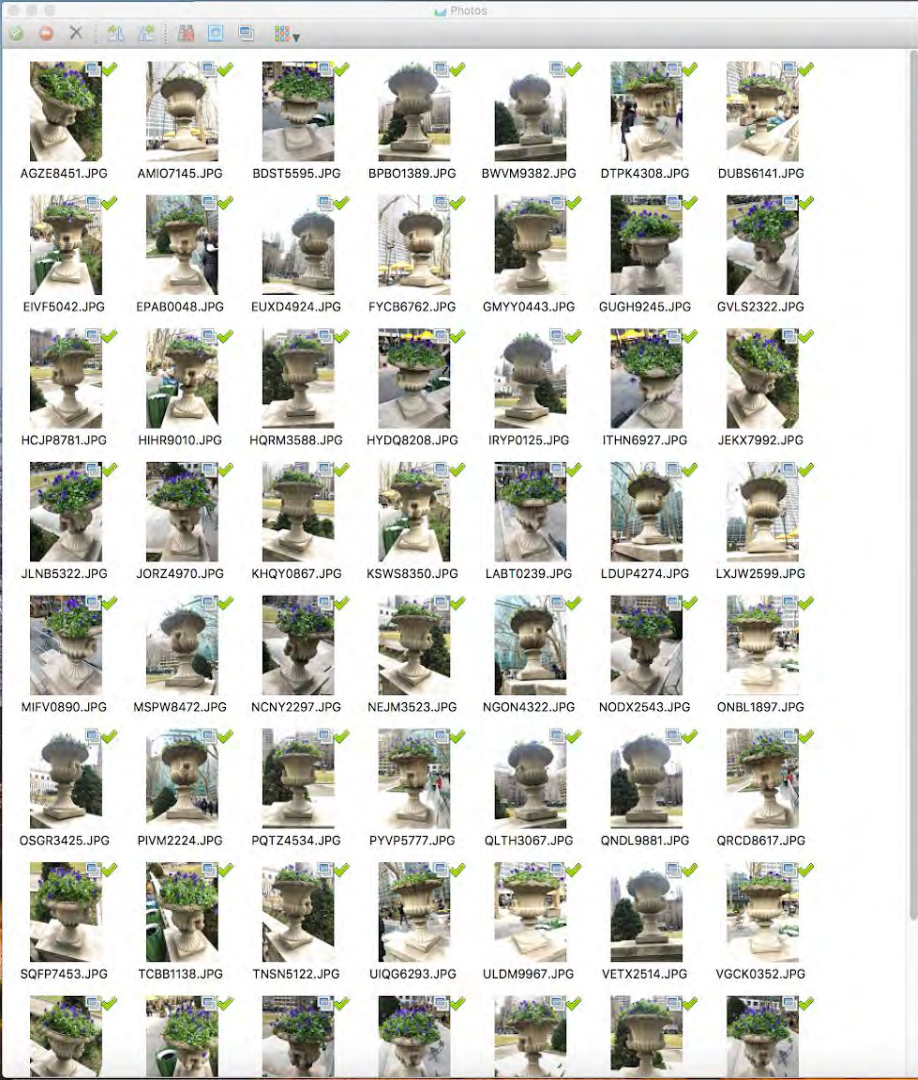 Photos
AGZE8451.JPG AMIO7145.JPG BDST5595.JPG BPBO1389.JPG BWVM9382.JPG DTPK4308.JPG DUBS6141.JPG
EIVF5042.JPG EPAB0048.JPG EUXD4924.JPG FYCB6762.JPG GMYY0443.JPG GUGH9245.JPG GVLS2322.JPG
HCJP8781.JPG HIHR9010.JPG HQRM3588.JPG HYDQ8208.JPG IRYP0125.JPG ITHN6927.JPG JEKX7992.JPG
JLNB5322.JPG JORZ4970.JPG KHQY0867.JPG KSWS8350.JPG LABT0239.JPG LDUP4274.JPG LXJW2599.JPG
MIFV0890.JPG MSPW8472.JPG NCNY2297.JPG NEJM3523.JPG NGON4322.JPG NODX2543.JPG ONBL1897.JPG
OSGR3425.JPG PIVM2224.JPG PQTZ4534.JPG PYVP5777.JPG QLTH3067.JPG QNDL9881.JPG QRCD8617.JPG
SQFP7453.JPG TCBB1138.JPG TNSN5122.JPG UIQG6293.JPG ULDM9967.JPG VETX2514.JPG VGCK0352.JPG